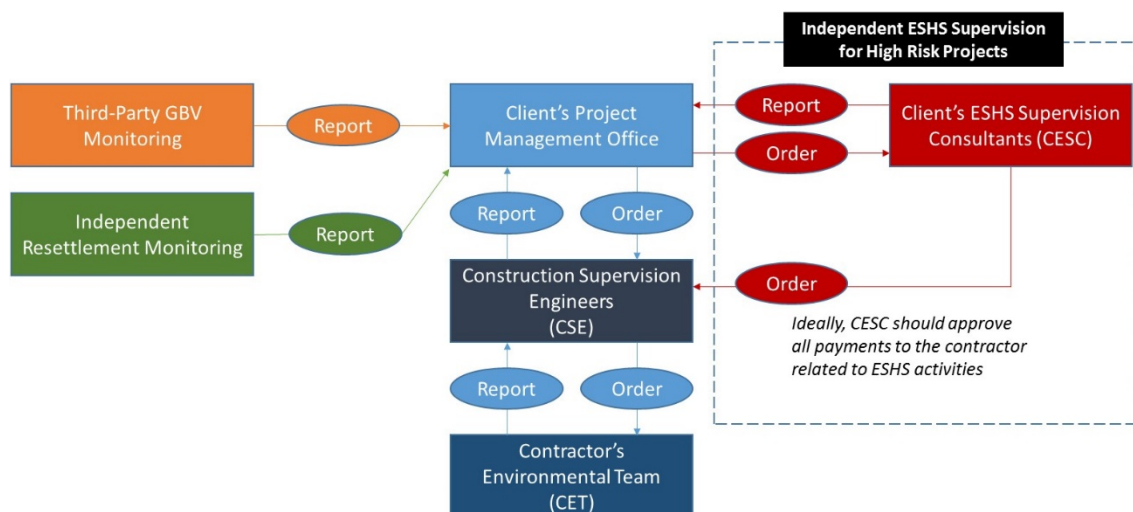 Independent ESHS Supervision
for High Risk Projects
Third-Party GBV
Monitoring
Report
Client's Project
Management Office
Report
Order
Client's ESHS Supervision
Consultants (CESC)
Independent
Resettlement Monitoring
Report
Report
Order
Construction Supervision
Engineers
(CSE)
Order
Ideally, CESC should approve
all payments to the contractor
related to ESHS activities
Report
Order
Contractor's
Environmental Team
(CET)